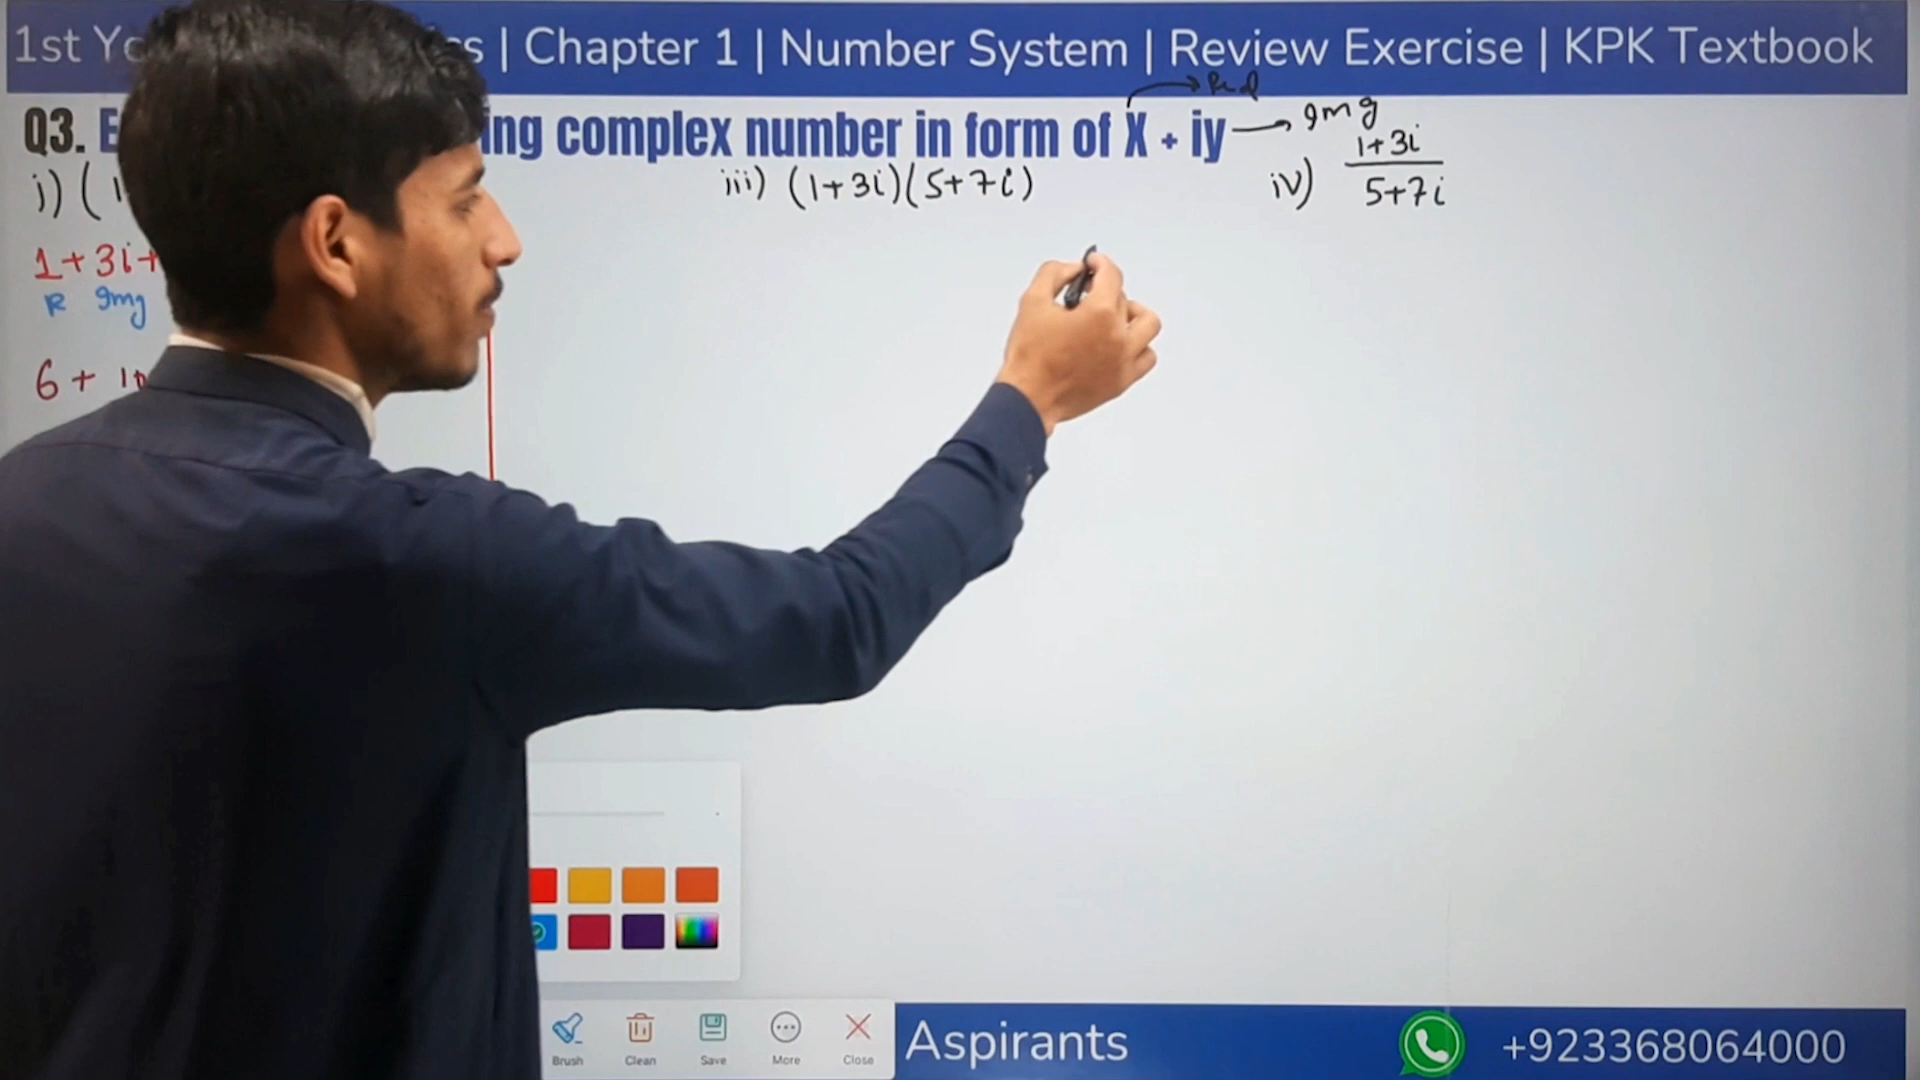 1st | Chapter 1 | Number System | Review Exercise | KPK Textbook
Q3. complex number in form of X + iy
Img
i) (1
iii) (1+3i)(5+7i)
iv) 1+3i
5+7i
1+3i+
R Img
6+ 10
Brush Clean Save More Close
Aspirants
+923368064000